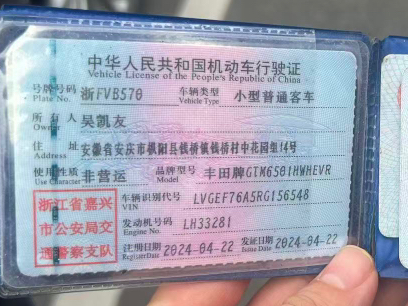 中华人民共和国机动车行驶证
Vehicle License of the People's Republic of China
号牌号码 浙FVB570 车辆类型 小型普通客车
Plate No. Vehicle Type
所有人 吴凯友
Owner
住址 安徽省安庆市枞阳县钱桥镇钱桥村中花园组14号
Address
使用性质 非营运 品牌型号 丰田牌GTM6501HWHEVR
Use Character Model
浙江省嘉兴市公安局交通警察支队
车辆识别代号 LVGEF76A5RG156548
VIN
发动机号码 LH33281
Engine No.
注册日期 2024-04-22 发证日期 2024-04-22
Register Date Issue Date